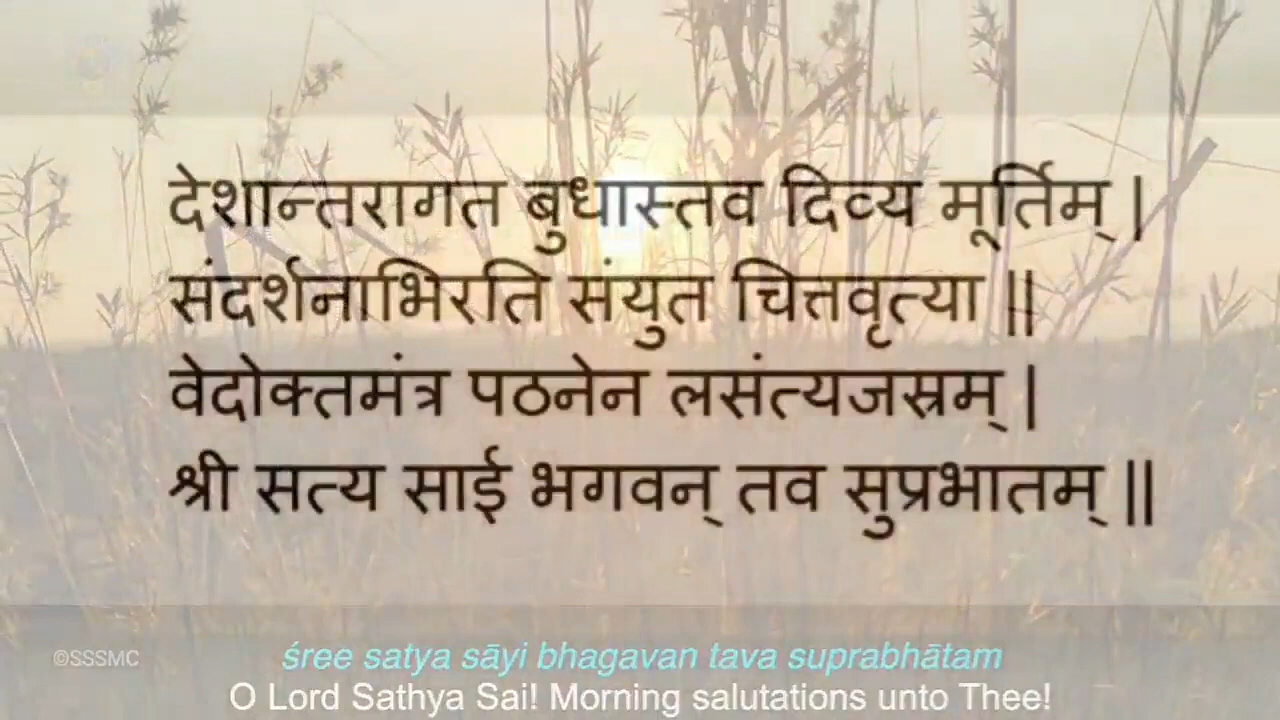 देशान्तरागत बुधास्तव दिव्य मूर्तिम् |
संदर्शनाभिरति संयुत चित्तवृत्या ||
वेदोक्तमंत्र पठनेन लसंत्यजस्रम् |
श्री सत्य साई भगवन् तव सुप्रभातम् ||
©SSSMC
śree satya sāyi bhagavan tava suprabhātam
O Lord Sathya Sai! Morning salutations unto Thee!